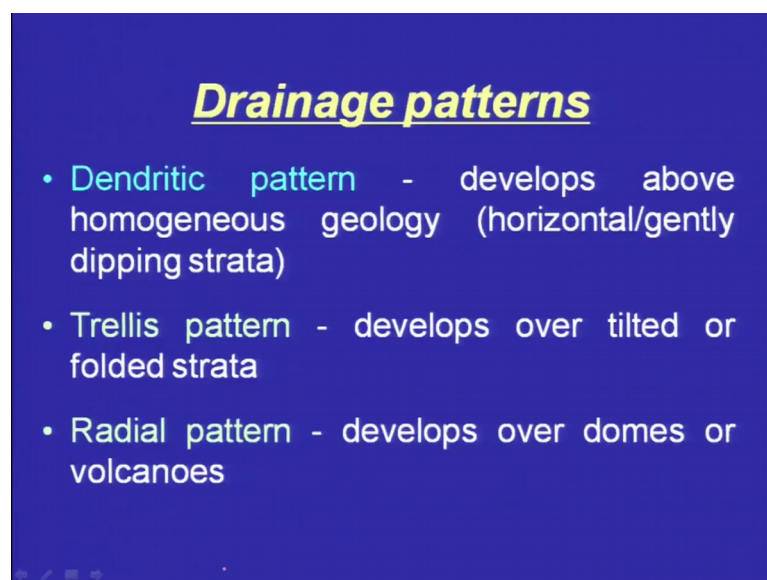 Drainage patterns
• Dendritic pattern - develops above
homogeneous geology (horizontal/gently
dipping strata)
• Trellis pattern - develops over tilted or
folded strata
• Radial pattern - develops over domes or
volcanoes